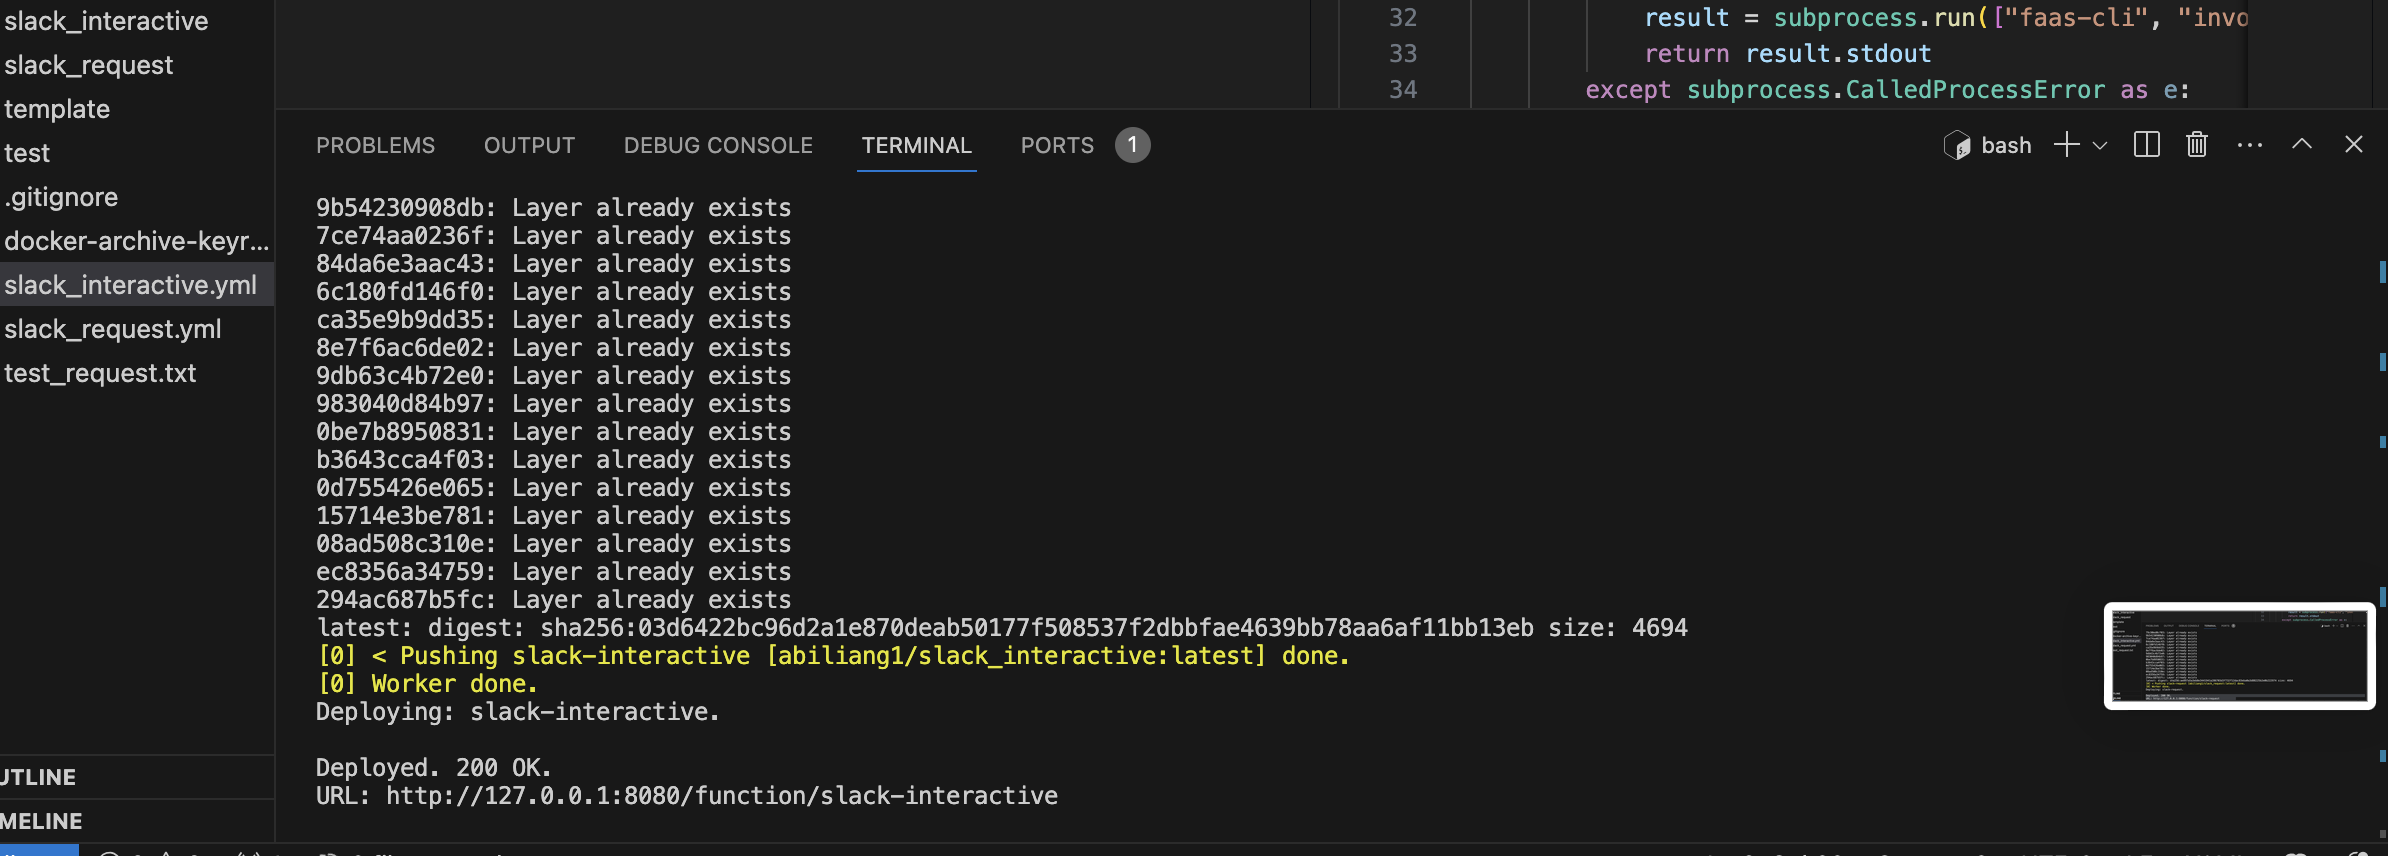 slack_interactive
slack_request
template
test
.gitignore
docker-archive-keyr...
slack_interactive.yml
slack_request.yml
test_request.txt
UTLINE
MELINE
32 result = subprocess.run(["faas-cli", "invo
33 return result.stdout
34 except subprocess.CalledProcessError as e:
PROBLEMS OUTPUT DEBUG CONSOLE TERMINAL PORTS 1 bash
9b54230908db: Layer already exists
7ce74aa0236f: Layer already exists
84da6e3aac43: Layer already exists
6c180fd146f0: Layer already exists
ca35e9b9dd35: Layer already exists
8e7f6ac6de02: Layer already exists
9db63c4b72e0: Layer already exists
983040d84b97: Layer already exists
0be7b8950831: Layer already exists
b3643cca4f03: Layer already exists
0d755426e065: Layer already exists
15714e3be781: Layer already exists
08ad508c310e: Layer already exists
ec8356a34759: Layer already exists
294ac687b5fc: Layer already exists
latest: digest: sha256:03d6422bc96d2a1e870deab50177f508537f2dbbfae4639bb78aa6af11bb13eb size: 4694
[0] < Pushing slack-interactive [abiliang1/slack_interactive:latest] done.
[0] Worker done.
Deploying: slack-interactive.
Deployed. 200 OK.
URL: http://127.0.0.1:8080/function/slack-interactive